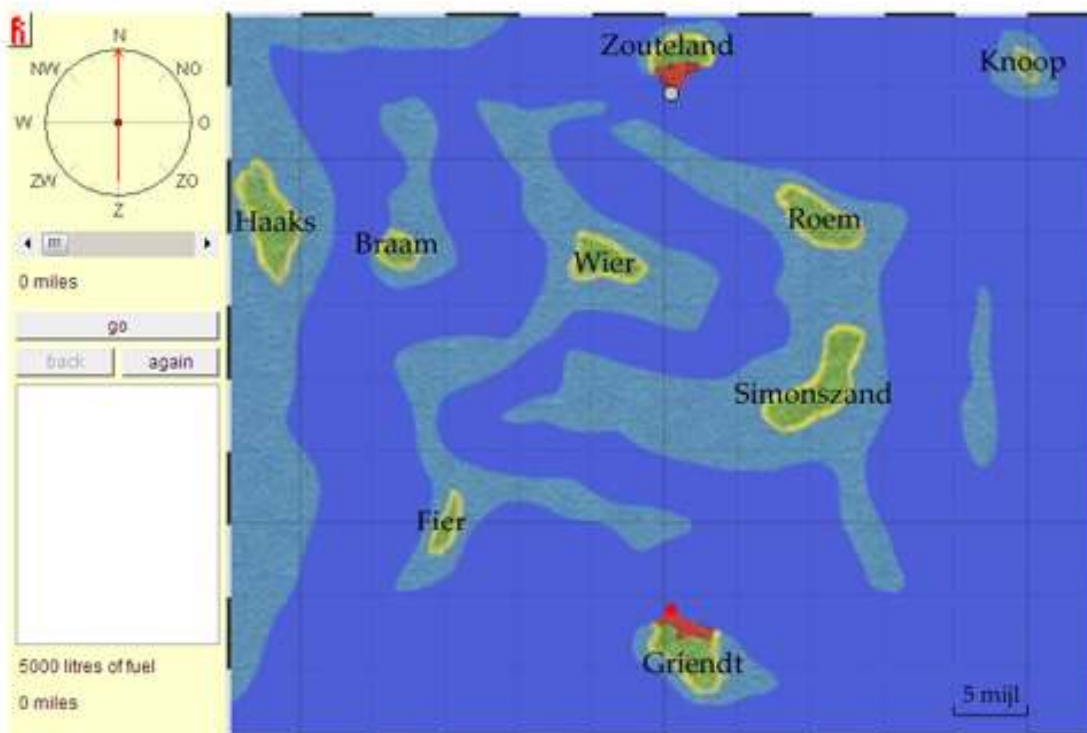 N
NW
NO
W
O
ZW
ZO
Z
m
0 miles
go
back
again
5000 litres of fuel
0 miles
Zouteland
Knoop
Haaks
Braam
Wier
Roem
Simonszand
Fier
Griendt
5 mijl